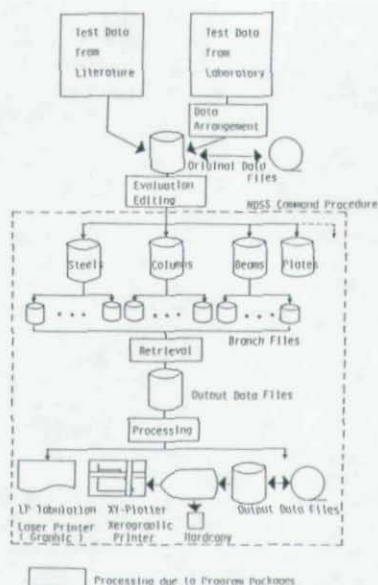 Test Data
from
Literature
Test Data
from
Laboratory
Data
Arrangement
Original Data
Files
Evaluation
Editing
NDSS Command Procedure
Steels
Columns
Beams
Plates
Branch Files
Retrieval
Output Data Files
Processing
LP Tabulation
Laser Printer
( Graphic )
XY-Plotter
Xerographic
Printer
Hardcopy
Output Data Files
Processing due to Program Packages